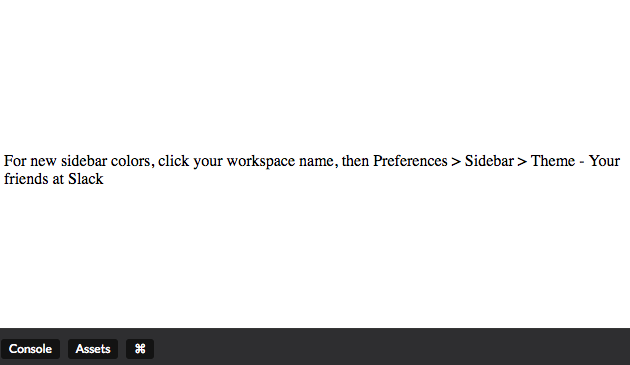 For new sidebar colors, click your workspace name, then Preferences > Sidebar > Theme - Your
friends at Slack
Console Assets ⌘